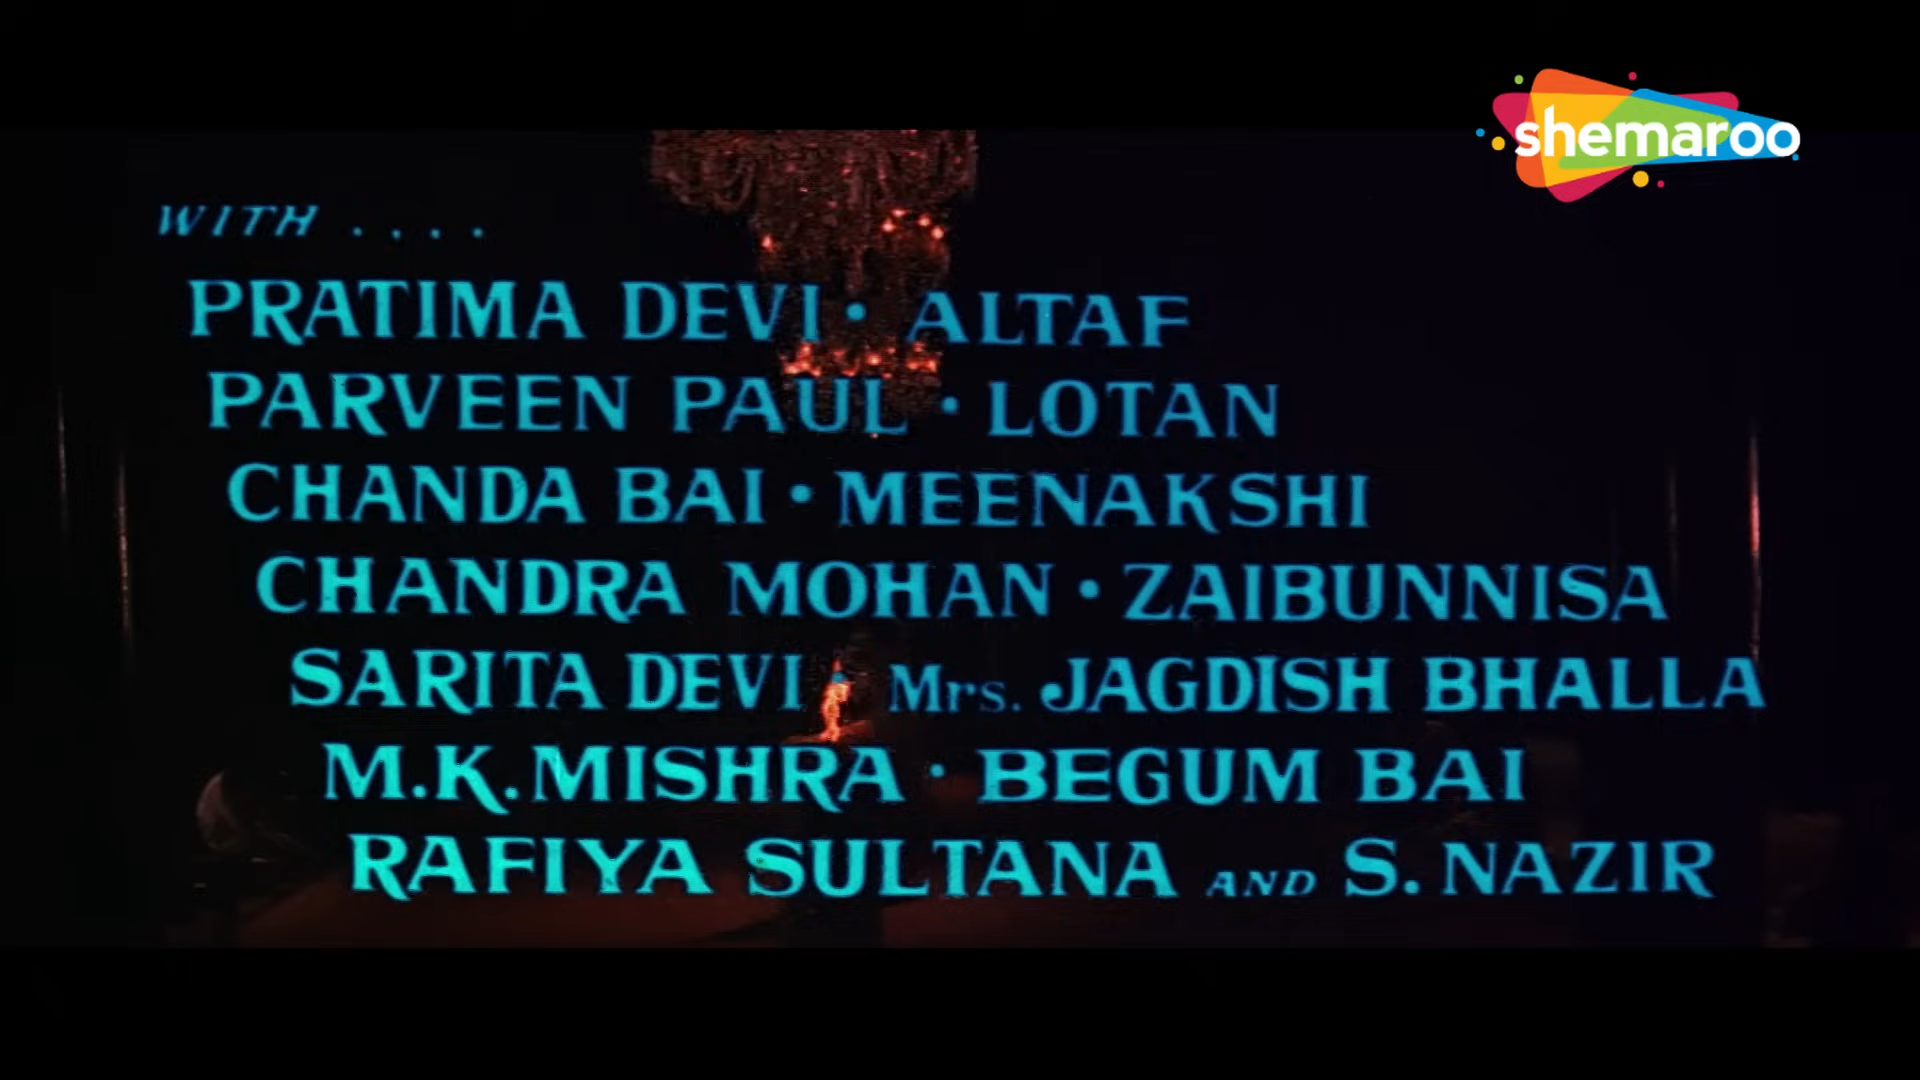 shemaroo
WITH ....
PRATIMA DEVI • ALTAF
PARVEEN PAUL • LOTAN
CHANDA BAI • MEENAKSHI
CHANDRA MOHAN • ZAIBUNNISA
SARITA DEVI • Mrs. JAGDISH BHALLA
M.K. MISHRA • BEGUM BAI
RAFIYA SULTANA AND S. NAZIR